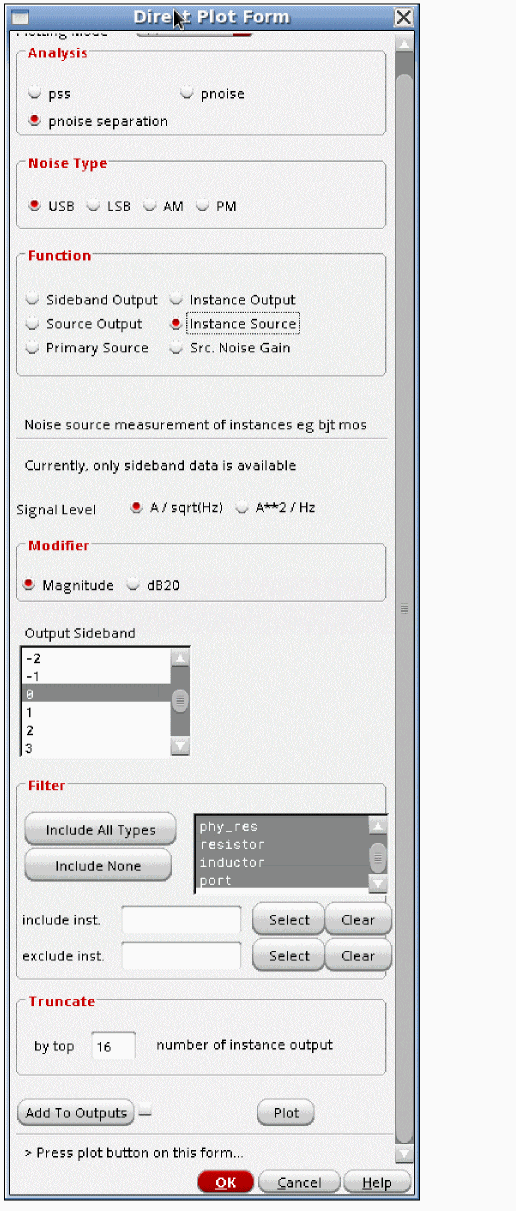 Direct Plot Form
Analysis
pss pnoise
pnoise separation
Noise Type
USB LSB AM PM
Function
Sideband Output Instance Output
Source Output Instance Source
Primary Source Src. Noise Gain
Noise source measurement of instances eg bjt mos
Currently, only sideband data is available
Signal Level A / sqrt(Hz) A**2 / Hz
Modifier
Magnitude dB20
Output Sideband
-2
-1
0
1
2
3
Filter
Include All Types
Include None
phy_res
resistor
inductor
port
include inst. Select Clear
exclude inst. Select Clear
Truncate
by top 16 number of instance output
Add To Outputs Plot
> Press plot button on this form...
OK Cancel Help